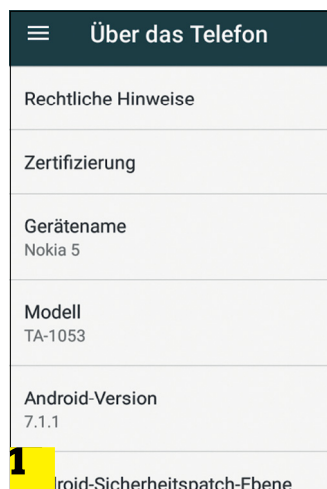 Über das Telefon
Rechtliche Hinweise
Zertifizierung
Gerätename
Nokia 5
Modell
TA-1053
Android-Version
7.1.1
1
roid-Sicherheitspatch-Ebene